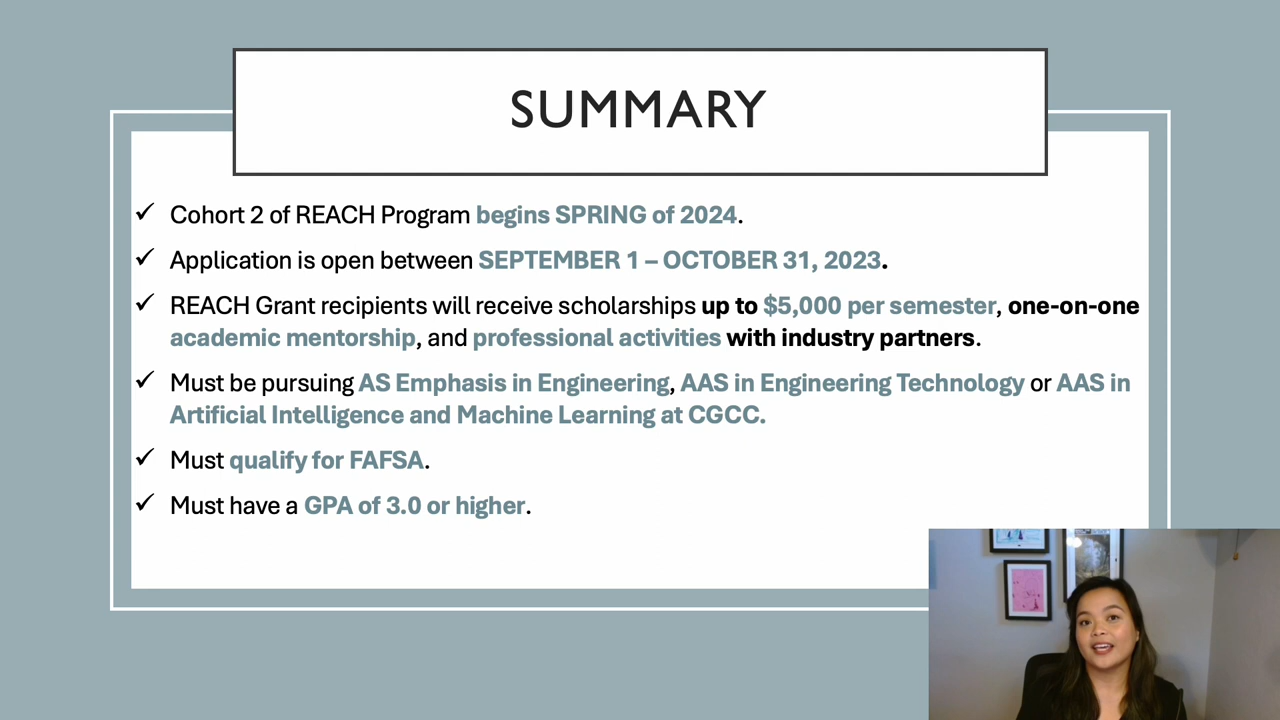 SUMMARY
✓ Cohort 2 of REACH Program begins SPRING of 2024.
✓ Application is open between SEPTEMBER 1 – OCTOBER 31, 2023.
✓ REACH Grant recipients will receive scholarships up to $5,000 per semester, one-on-one
academic mentorship, and professional activities with industry partners.
✓ Must be pursuing AS Emphasis in Engineering, AAS in Engineering Technology or AAS in
Artificial Intelligence and Machine Learning at CGCC.
✓ Must qualify for FAFSA.
✓ Must have a GPA of 3.0 or higher.